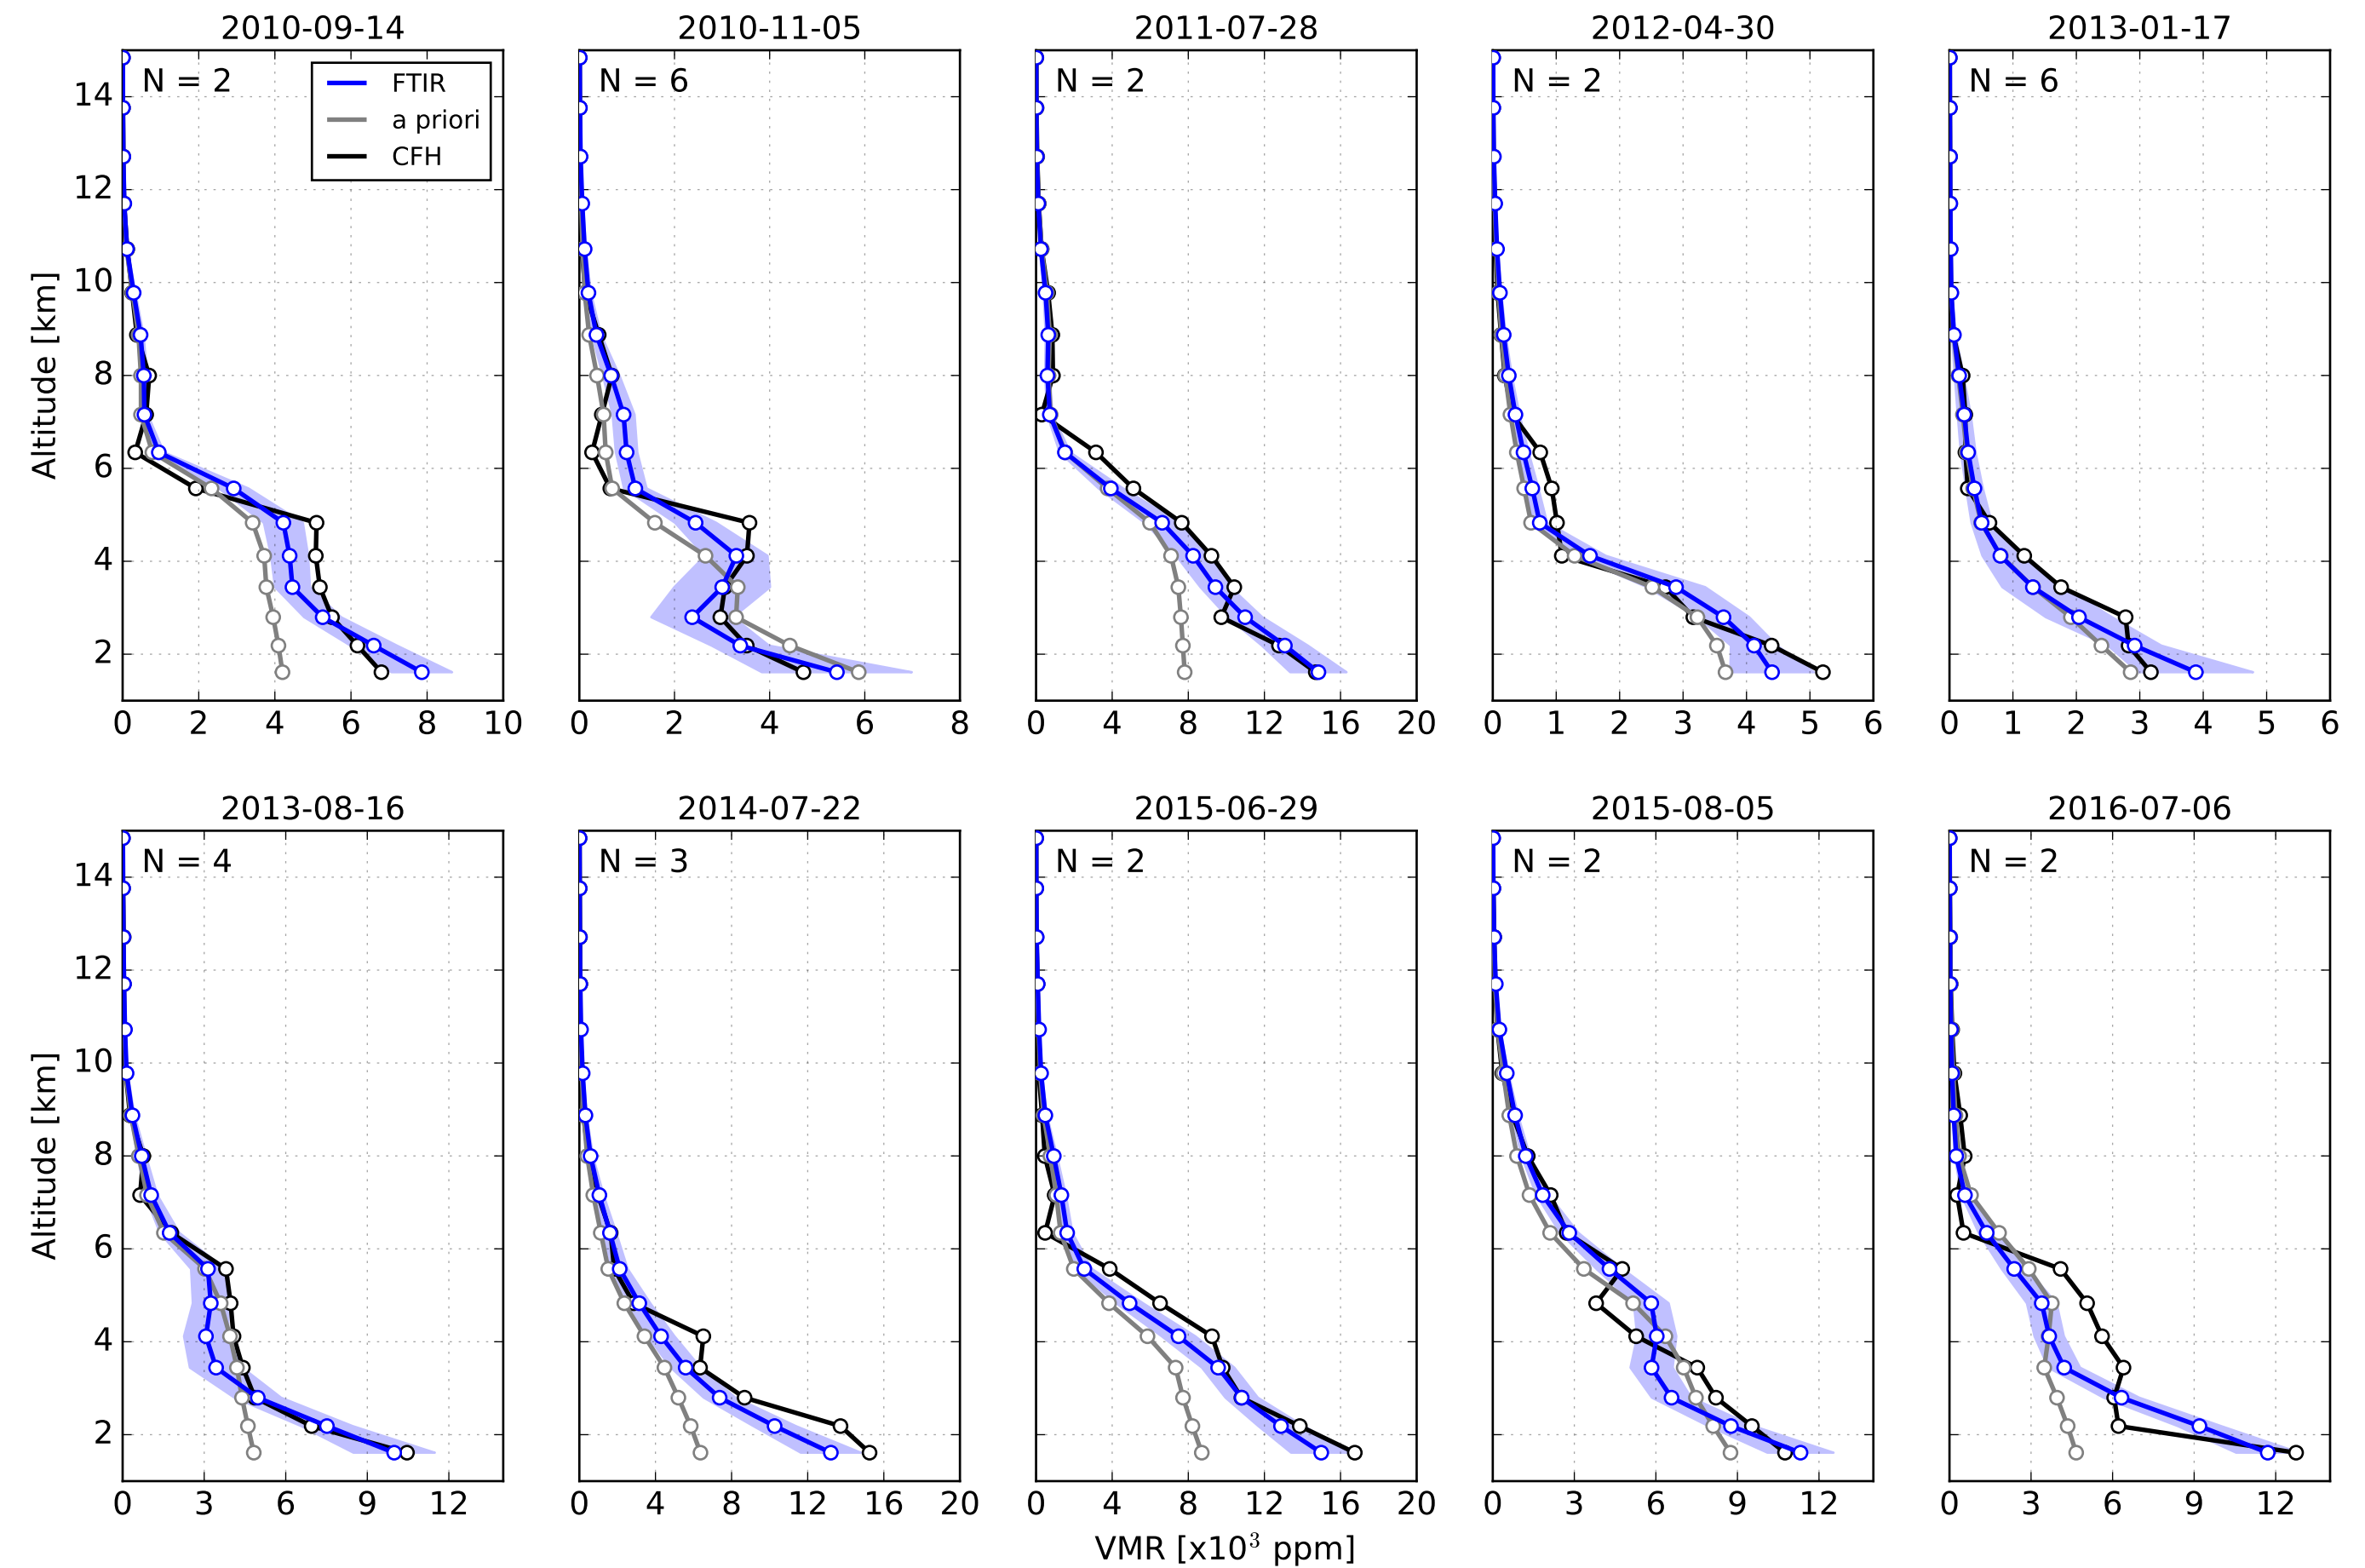 2010-09-14 2010-11-05 2011-07-28 2012-04-30 2013-01-17
N = 2 N = 6 N = 2 N = 2 N = 6
FTIR
a priori
CFH
14
12
10
8
6
4
2
Altitude [km]
0 2 4 6 8 10 0 2 4 6 8 0 4 8 12 16 20 0 1 2 3 4 5 6 0 1 2 3 4 5 6
2013-08-16 2014-07-22 2015-06-29 2015-08-05 2016-07-06
N = 4 N = 3 N = 2 N = 2 N = 2
14
12
10
8
6
4
2
Altitude [km]
0 3 6 9 12 0 4 8 12 16 20 0 4 8 12 16 20 0 3 6 9 12 0 3 6 9 12
VMR [x10³ ppm]